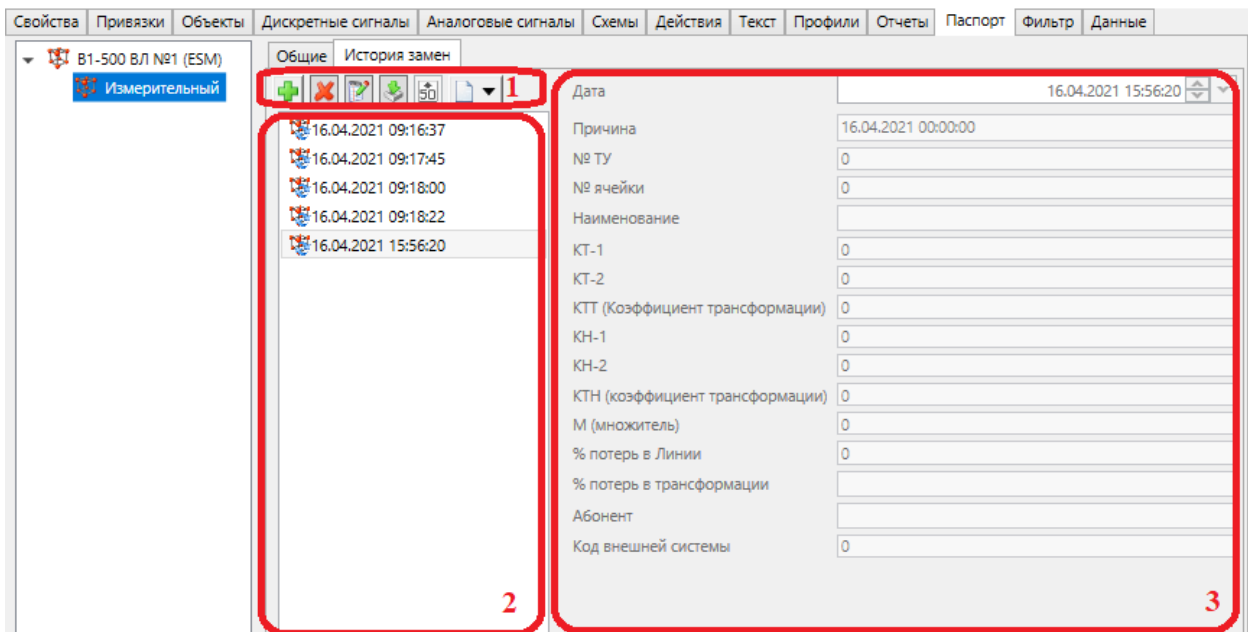 Свойства Привязки Объекты Дискретные сигналы Аналоговые сигналы Схемы Действия Текст Профили Отчеты Паспорт Фильтр Данные
В1-500 ВЛ №1 (ESM)
Измерительный
Общие История замен
50 1
16.04.2021 09:16:37
16.04.2021 09:17:45
16.04.2021 09:18:00
16.04.2021 09:18:22
16.04.2021 15:56:20
2
Дата 16.04.2021 15:56:20
Причина 16.04.2021 00:00:00
№ ТУ 0
№ ячейки 0
Наименование
КТ-1 0
КТ-2 0
КТТ (Коэффициент трансформации) 0
КН-1 0
КН-2 0
КТН (коэффициент трансформации) 0
М (множитель) 0
% потерь в Линии 0
% потерь в трансформации
Абонент
Код внешней системы 0
3